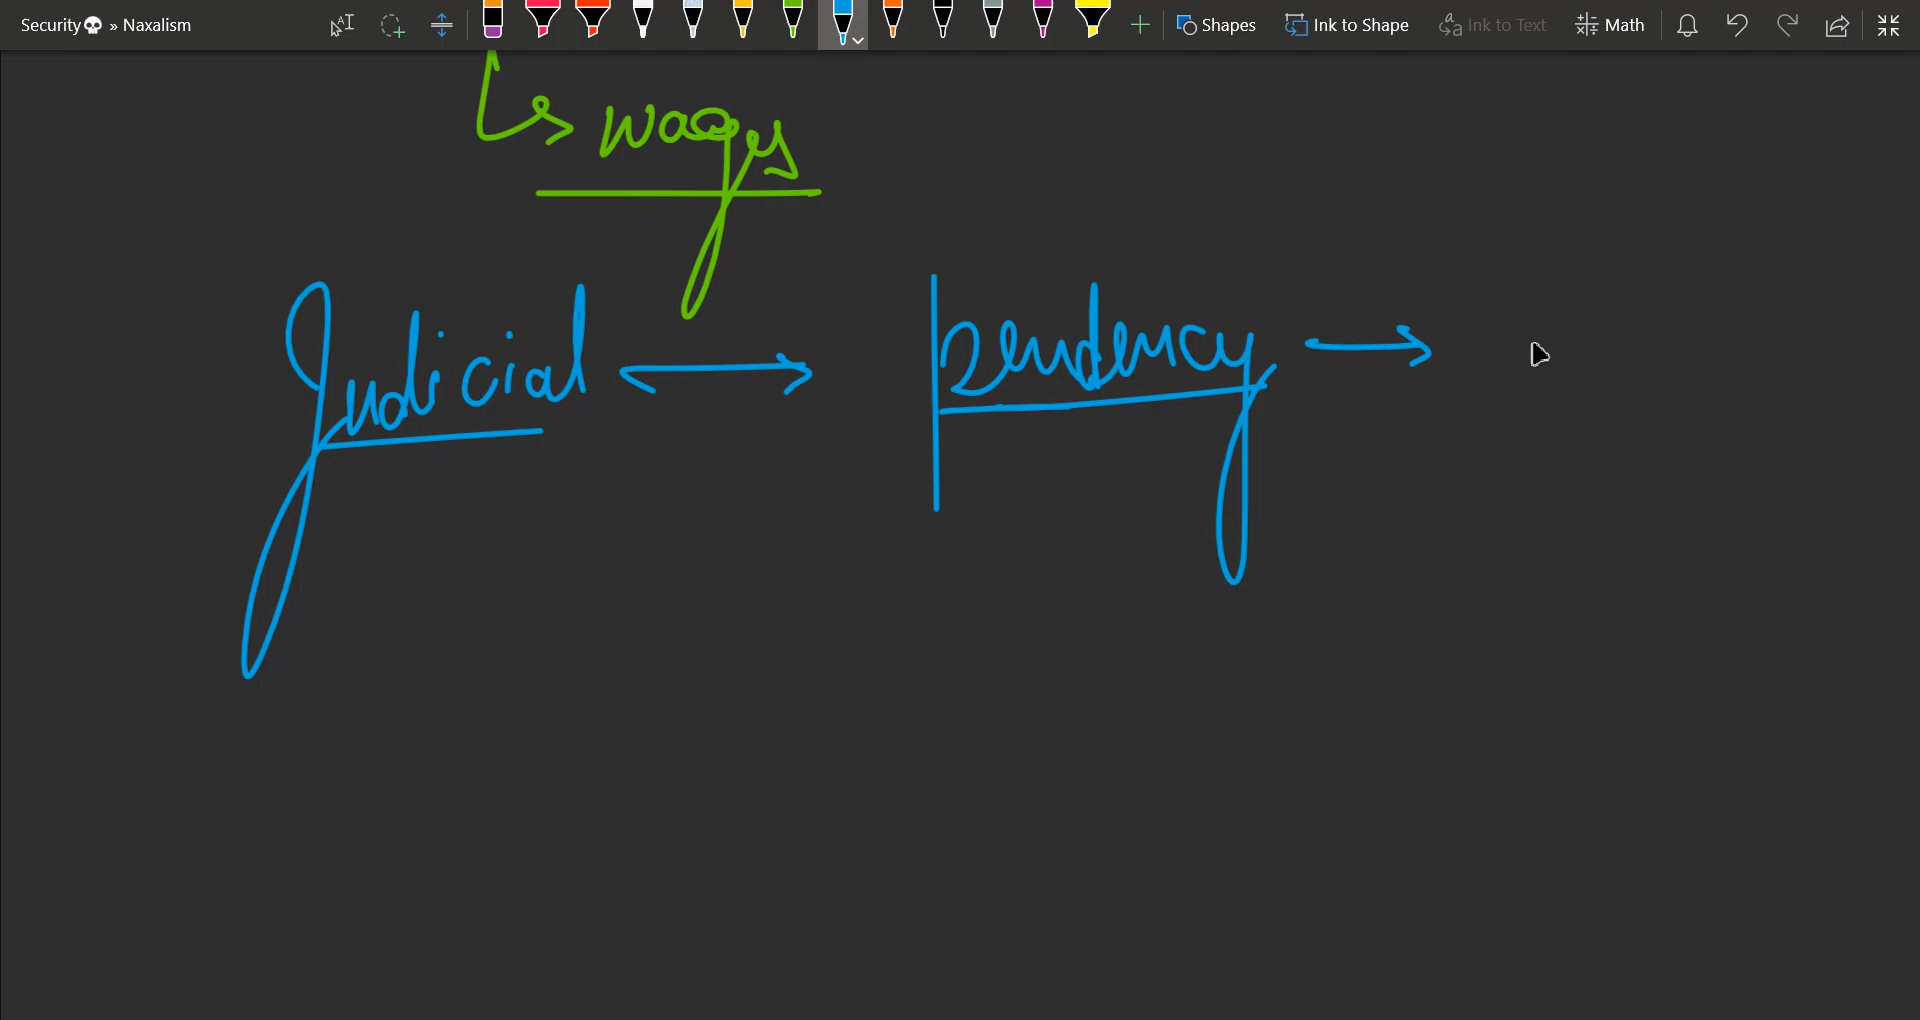 Security💀 » Naxalism Shapes Ink to Shape Ink to Text Math
↳ wages
Judicial ↔ Pendency →